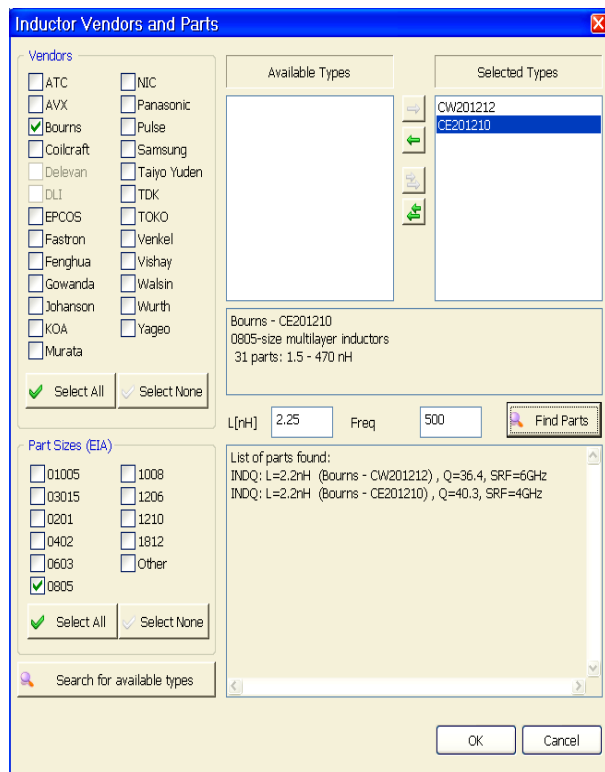 Inductor Vendors and Parts
Vendors
ATC
AVX
Bourns
Coilcraft
Delevan
DLI
EPCOS
Fastron
Fenghua
Gowanda
Johanson
KOA
Murata
NIC
Panasonic
Pulse
Samsung
Taiyo Yuden
TDK
TOKO
Venkel
Vishay
Walsin
Wurth
Yageo
Select All
Select None
Part Sizes (EIA)
01005
03015
0201
0402
0603
0805
1008
1206
1210
1812
Other
Select All
Select None
Search for available types
Available Types
Selected Types
CW201212
CE201210
Bourns - CE201210
0805-size multilayer inductors
31 parts: 1.5 - 470 nH
L[nH] 2.25 Freq 500 Find Parts
List of parts found:
INDQ: L=2.2nH (Bourns - CW201212) , Q=36.4, SRF=6GHz
INDQ: L=2.2nH (Bourns - CE201210) , Q=40.3, SRF=4GHz
OK
Cancel